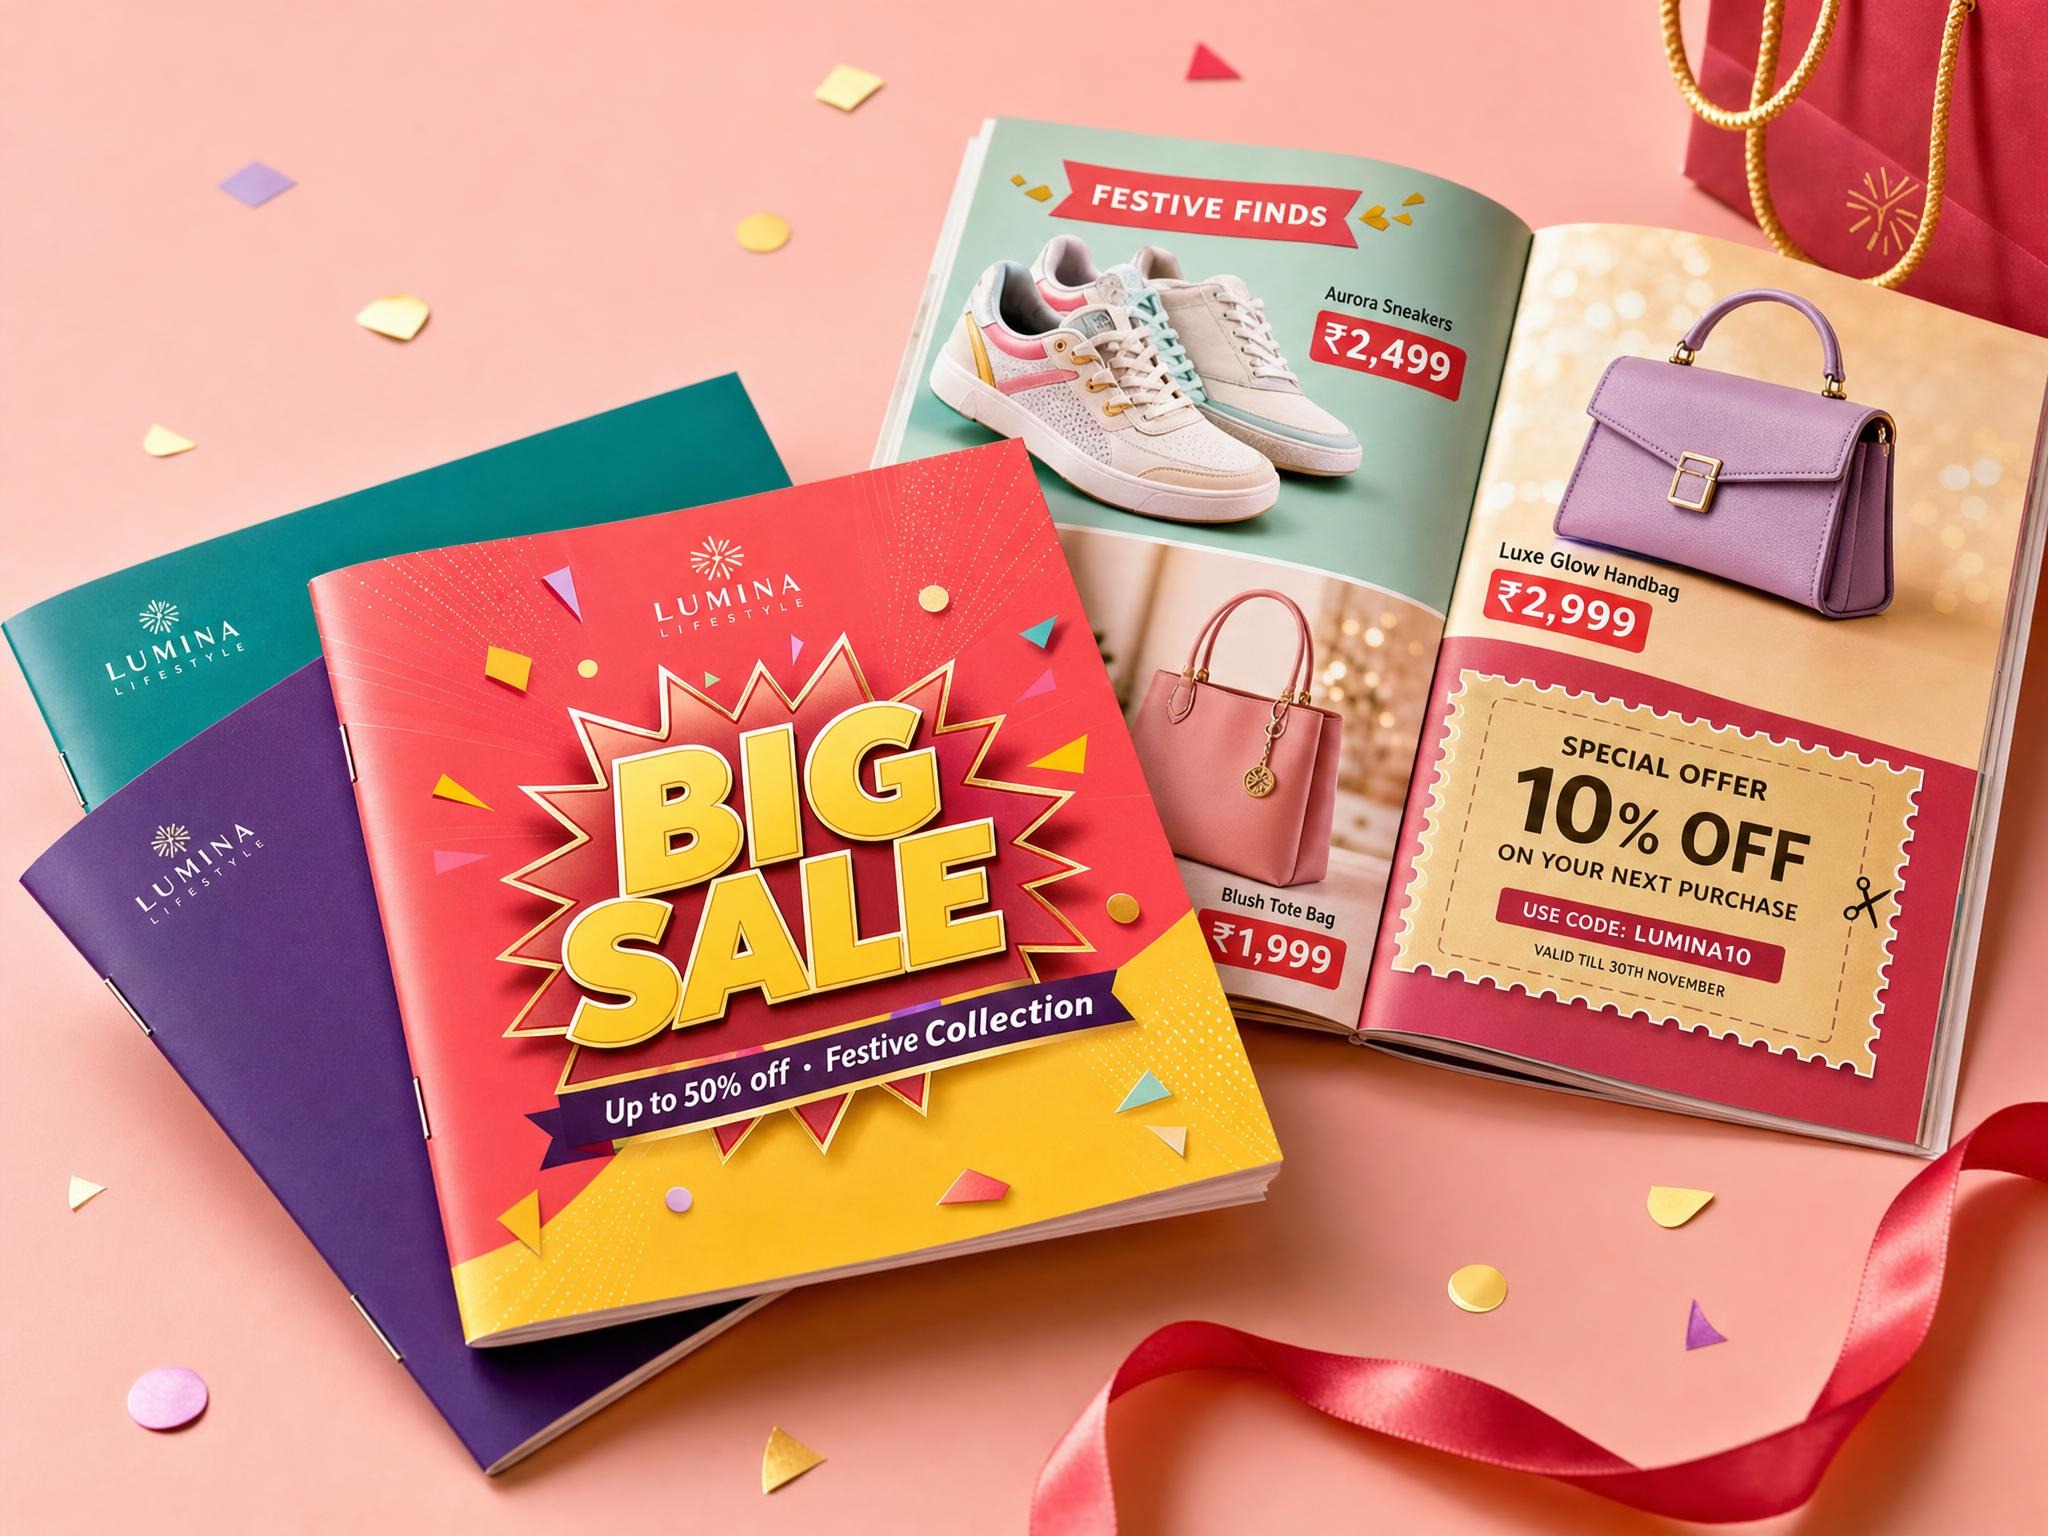 LUMINA
LIFESTYLE
LUMINA
LIFESTYLE
LUMINA
LIFESTYLE
BIG
SALE
Up to 50% off · Festive Collection
FESTIVE FINDS
Aurora Sneakers
₹2,499
Blush Tote Bag
₹1,999
Luxe Glow Handbag
₹2,999
SPECIAL OFFER
10% OFF
ON YOUR NEXT PURCHASE
USE CODE: LUMINA10
VALID TILL 30TH NOVEMBER